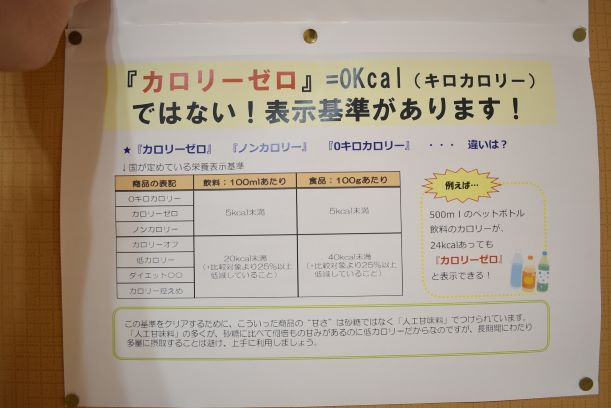 『カロリーゼロ』=0Kcal（キロカロリー）
ではない！表示基準があります！
★『カロリーゼロ』 『ノンカロリー』 『0キロカロリー』 ・・・ 違いは？
↓国が定めている栄養表示基準
商品の表記 飲料：100mlあたり 食品：100gあたり
0キロカロリー
カロリーゼロ 5kcal未満 5kcal未満
ノンカロリー
カロリーオフ
低カロリー 20kcal未満 40kcal未満
ダイエット○○ (+比較対象より25%以上 (+比較対象より25%以上
低減していること) 低減していること)
カロリー控えめ
例えば…
500mlのペットボトル
飲料のカロリーが、
24kcalあっても
『カロリーゼロ』
と表示できる！
この基準をクリアするために、こういった商品の“甘さ”は砂糖ではなく「人工甘味料」でつけられています。
「人工甘味料」の多くが、砂糖に比べて何倍もの甘みがあるのに低カロリーだからなのですが、長期間にわたり
多量に摂取することは避け、上手に利用しましょう。